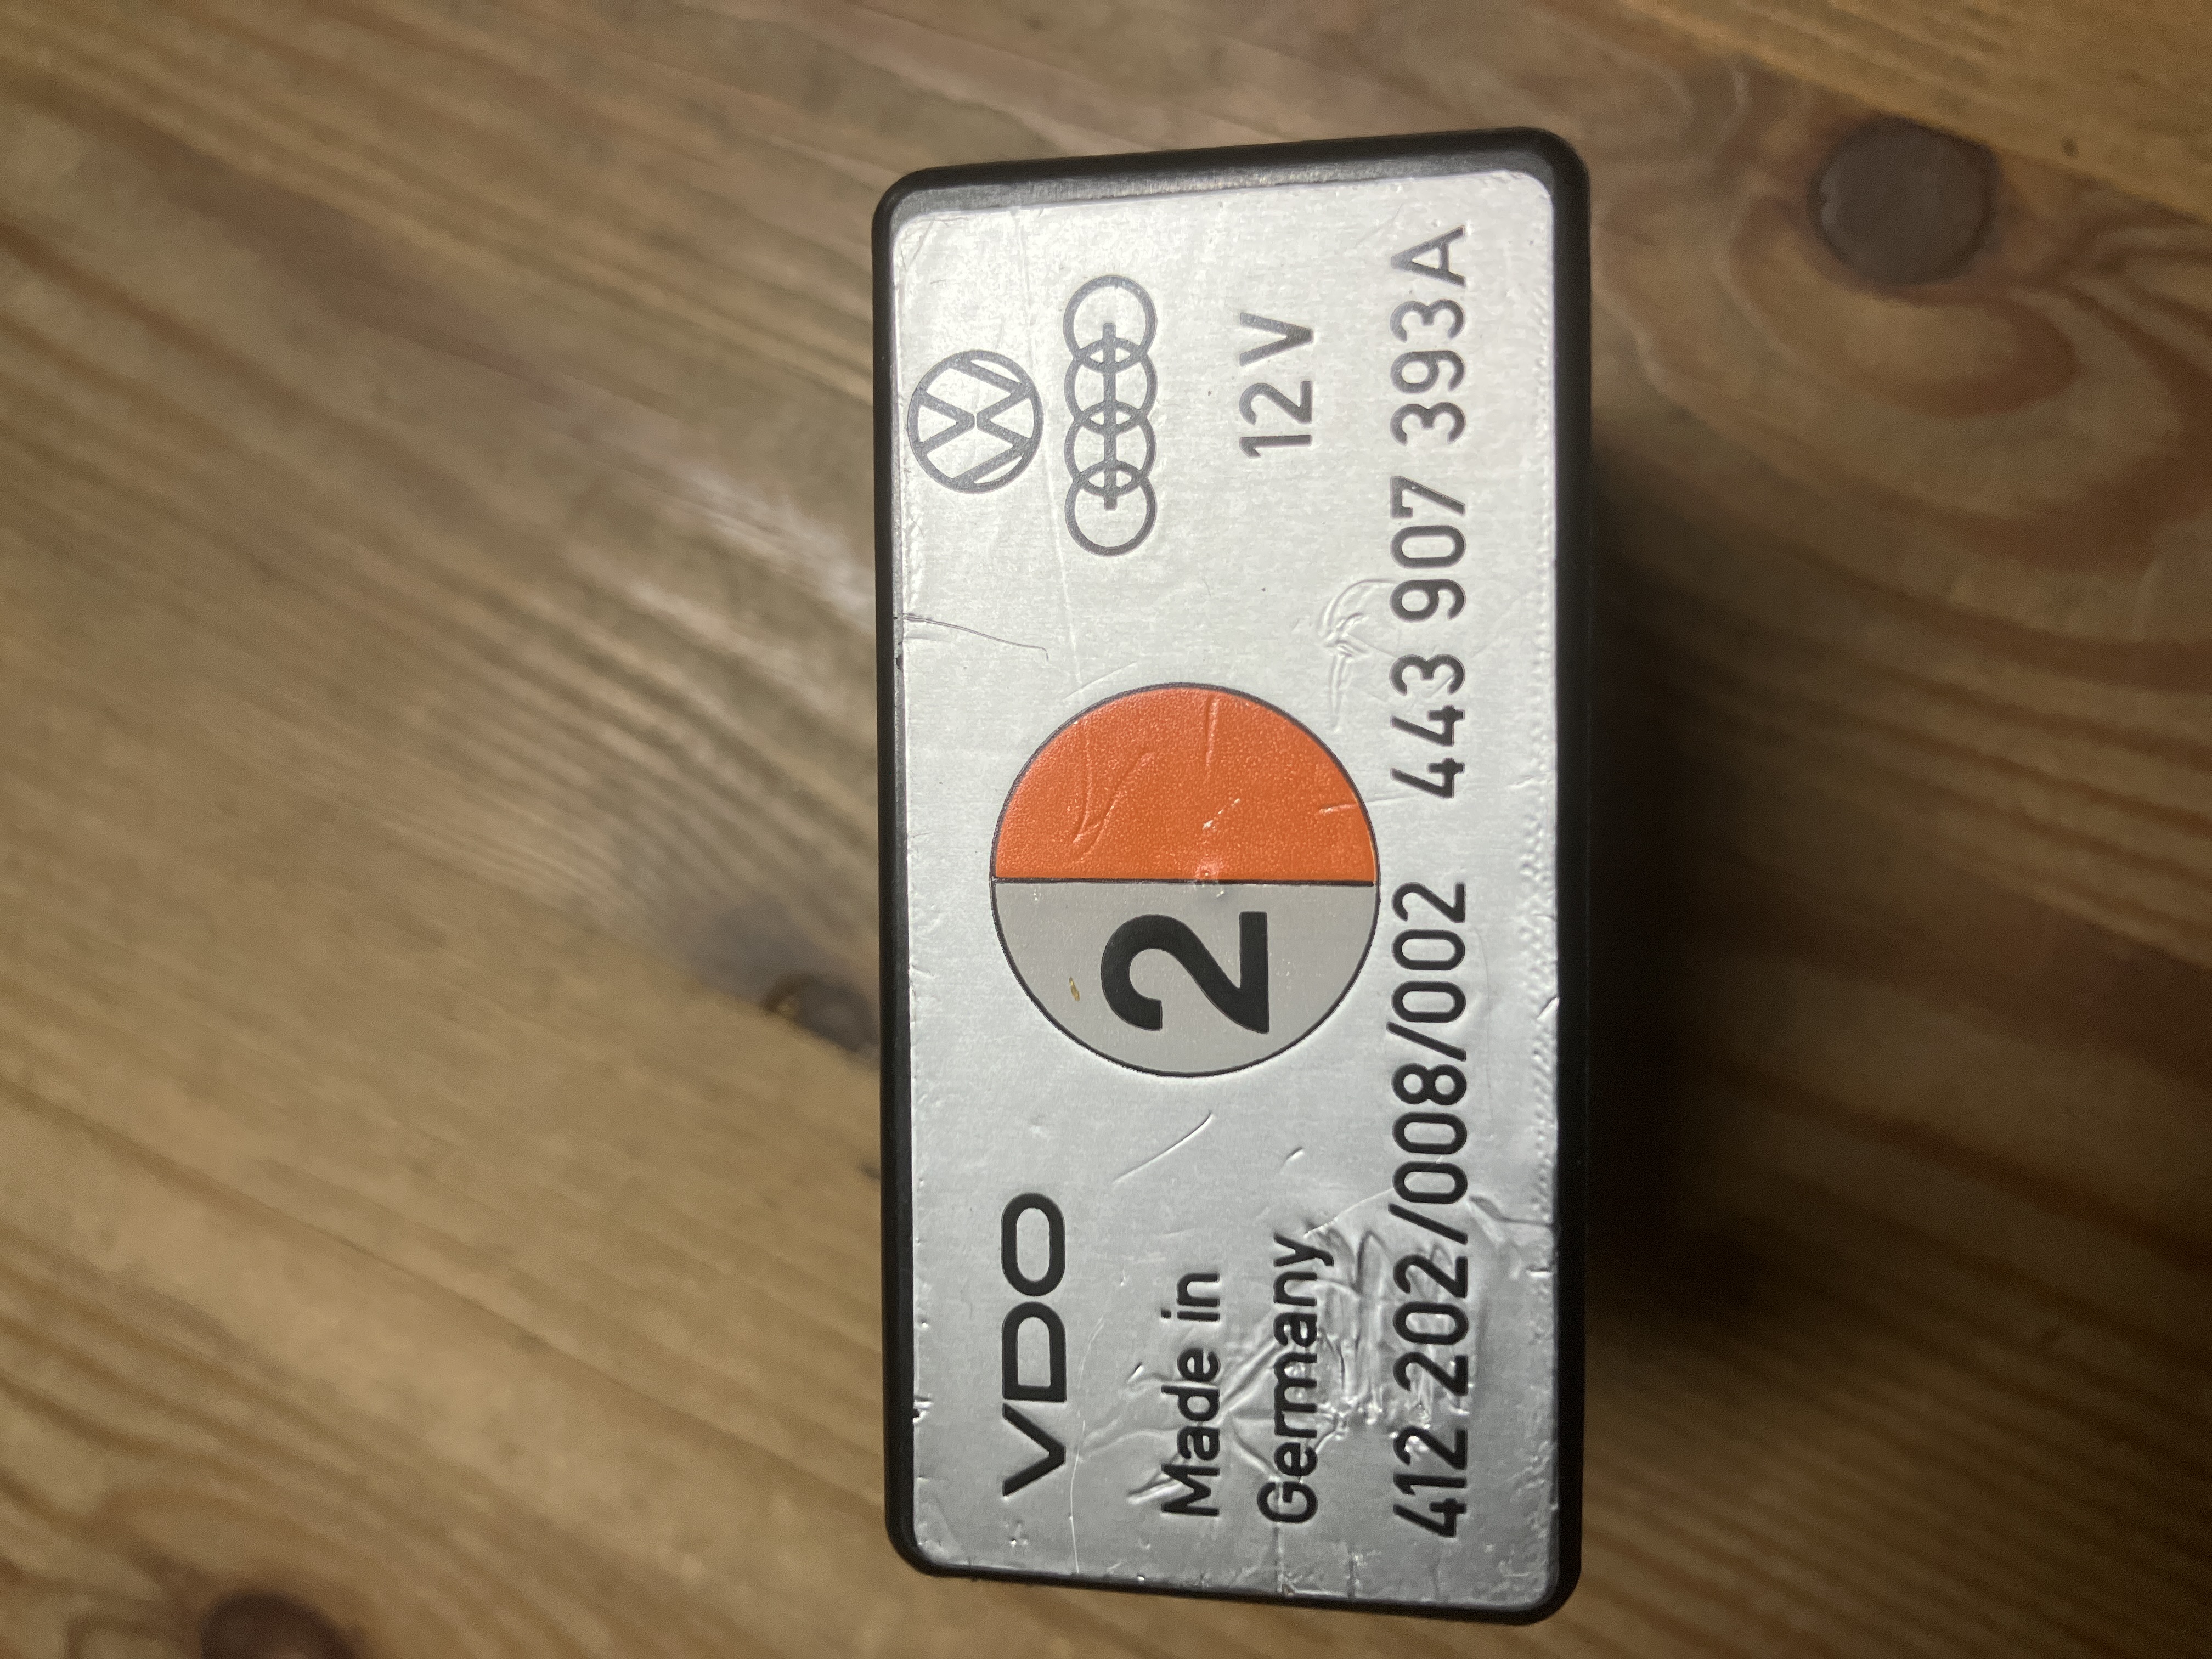 VDO
Made in
Germany
2
12V
412 202/008/002 443 907 393A